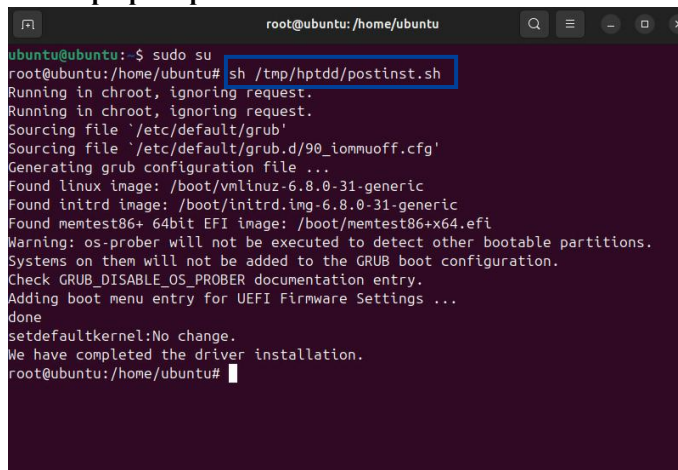 root@ubuntu: /home/ubuntu
ubuntu@ubuntu:~$ sudo su
root@ubuntu:/home/ubuntu# sh /tmp/hptdd/postinst.sh
Running in chroot, ignoring request.
Running in chroot, ignoring request.
Sourcing file `/etc/default/grub'
Sourcing file `/etc/default/grub.d/90_iommuoff.cfg'
Generating grub configuration file ...
Found linux image: /boot/vmlinuz-6.8.0-31-generic
Found initrd image: /boot/initrd.img-6.8.0-31-generic
Found memtest86+ 64bit EFI image: /boot/memtest86+x64.efi
Warning: os-prober will not be executed to detect other bootable partitions.
Systems on them will not be added to the GRUB boot configuration.
Check GRUB_DISABLE_OS_PROBER documentation entry.
Adding boot menu entry for UEFI Firmware Settings ...
done
setdefaultkernel:No change.
We have completed the driver installation.
root@ubuntu:/home/ubuntu#